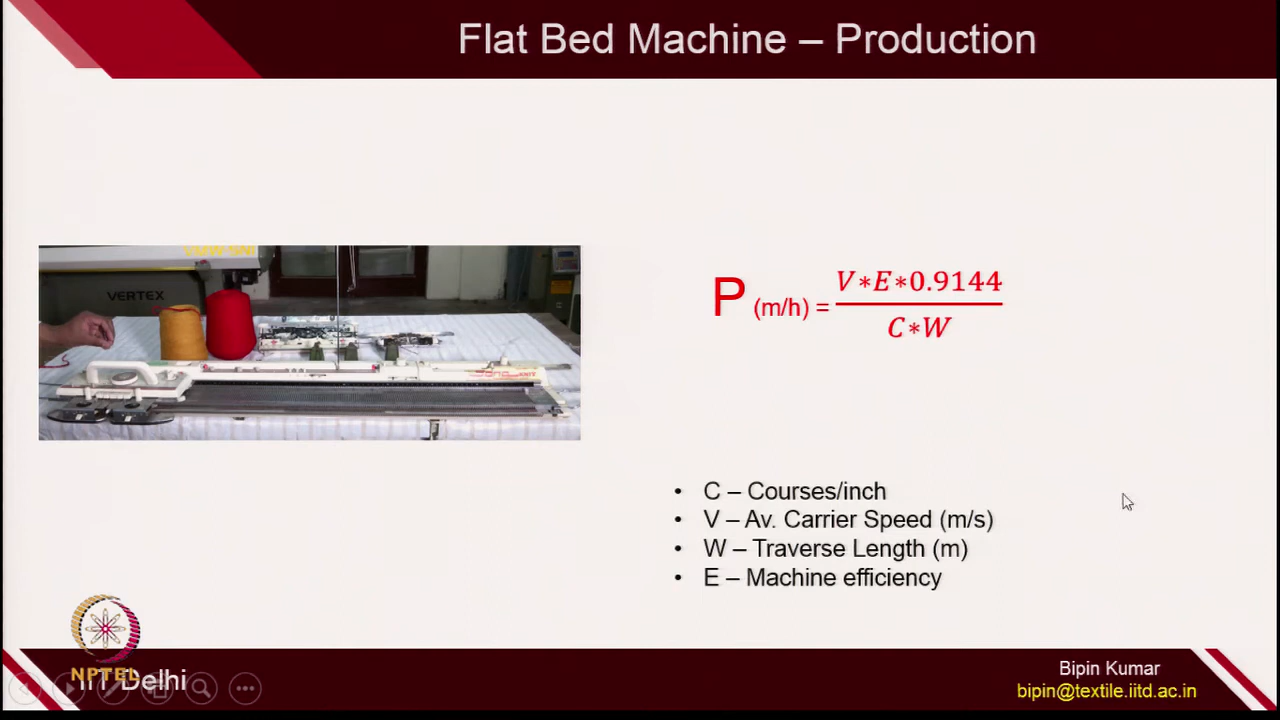 Flat Bed Machine – Production
VERTEX
P (m/h) = V∗E∗0.9144 / C∗W
• C – Courses/inch
• V – Av. Carrier Speed (m/s)
• W – Traverse Length (m)
• E – Machine efficiency
NPTEL
IIT Delhi
Bipin Kumar
bipin@textile.iitd.ac.in